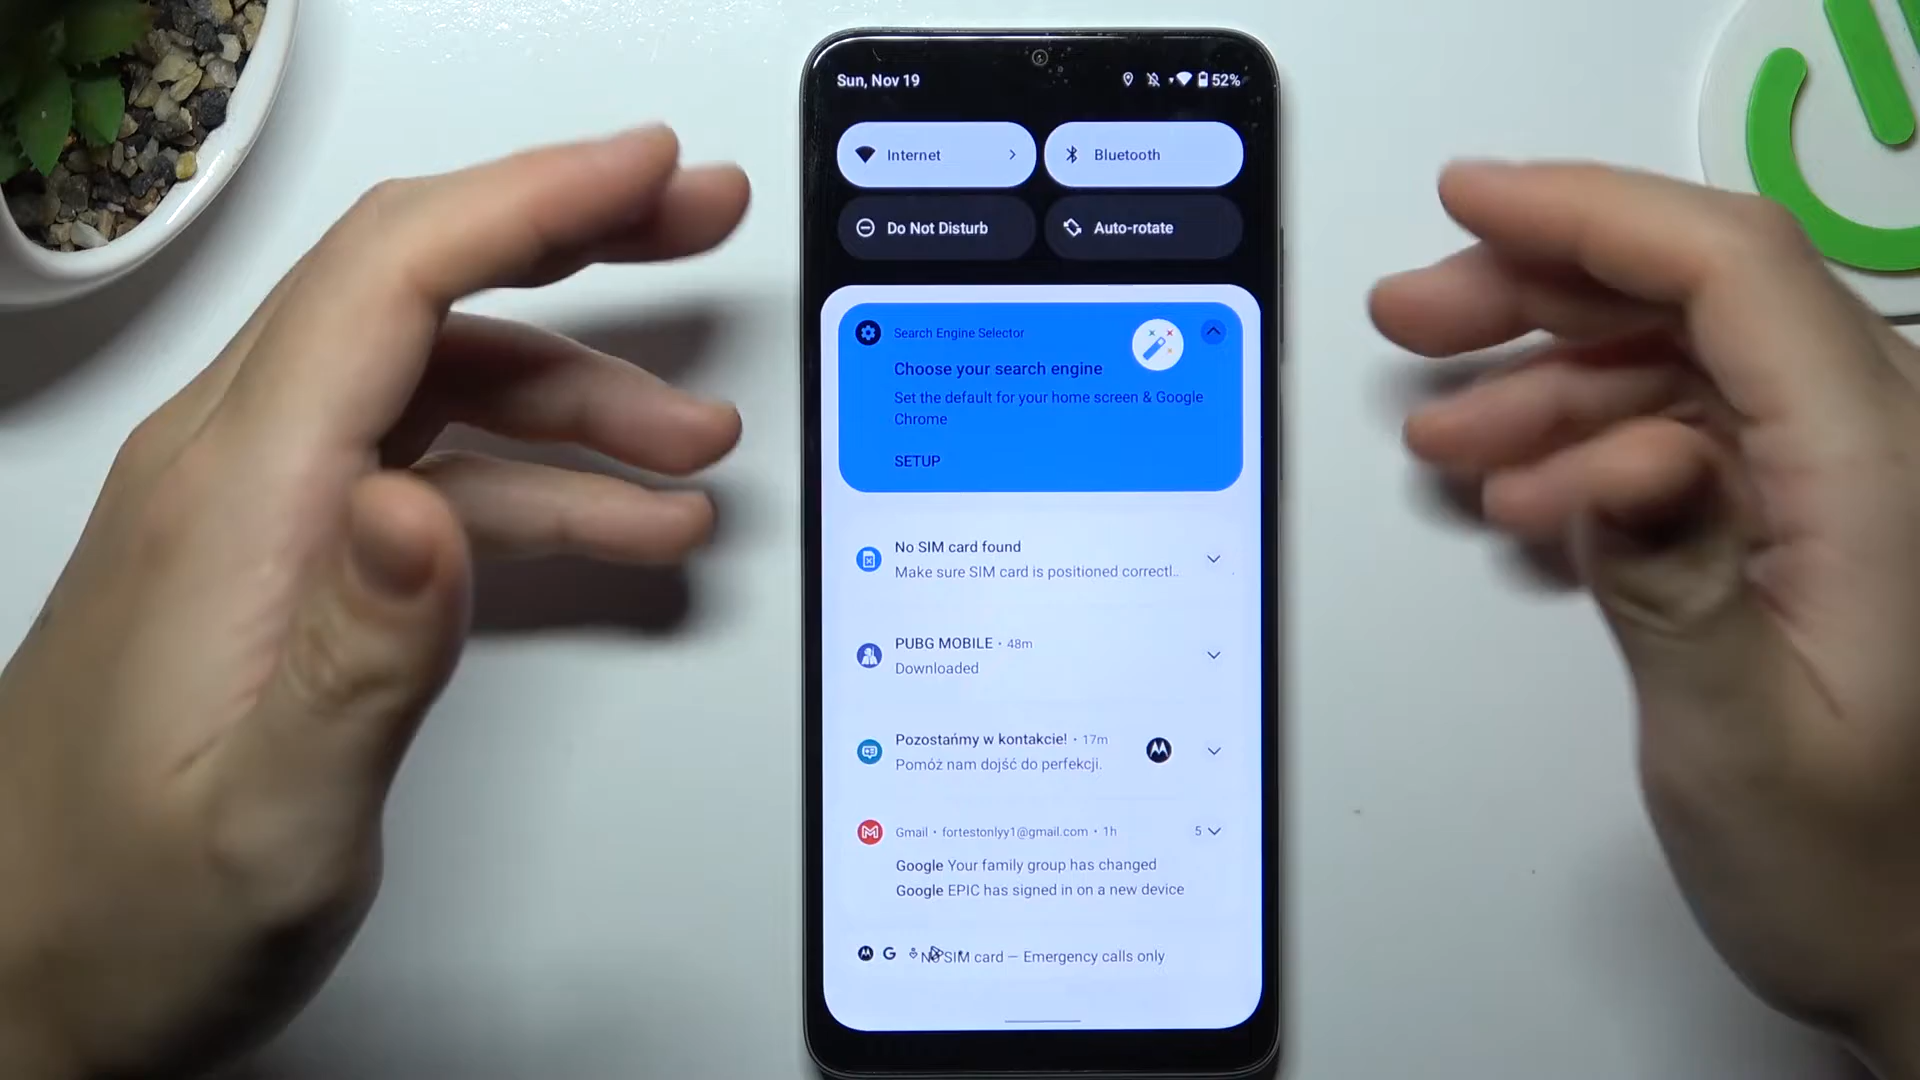 Sun, Nov 19
52%
Internet
Bluetooth
Do Not Disturb
Auto-rotate
Search Engine Selector
Choose your search engine
Set the default for your home screen & Google
Chrome
SETUP
No SIM card found
Make sure SIM card is positioned correctl..
PUBG MOBILE · 48m
Downloaded
Pozostańmy w kontakcie! · 17m
Pomóż nam dojść do perfekcji.
Gmail · fortestonlyy1@gmail.com · 1h
5
Google Your family group has changed
Google EPIC has signed in on a new device
No SIM card — Emergency calls only